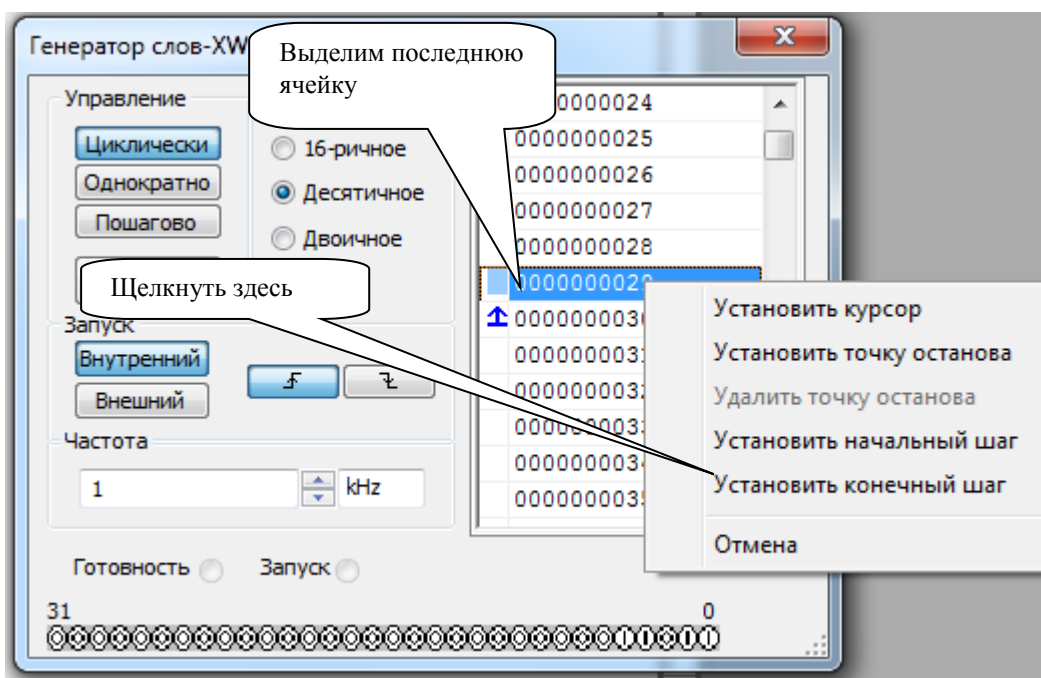 Генератор слов-XW
Выделим последнюю
ячейку
Управление
Циклически
Однократно
Пошагово
16-ричное
Десятичное
Двоичное
0000000024
0000000025
0000000026
0000000027
0000000028
Щелкнуть здесь
Запуск
Внутренний
Внешний
Частота
1
kHz
Установить курсор
Установить точку останова
Удалить точку останова
Установить начальный шаг
Установить конечный шаг
Отмена
Готовность
Запуск
31
0